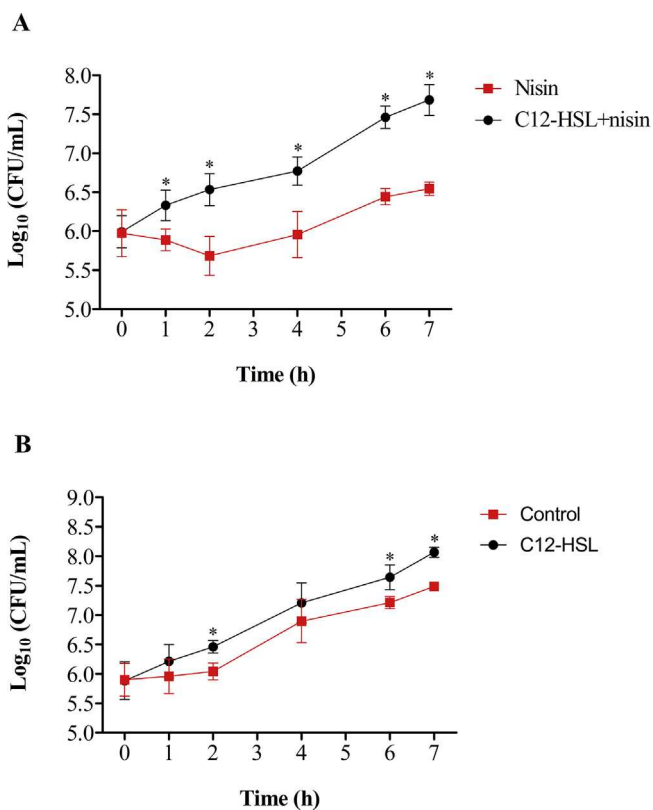 A
8.0
7.5
7.0
6.5
6.0
5.5
5.0
Log10 (CFU/mL)
* * * * *
0 1 2 3 4 5 6 7
Time (h)
Nisin
C12-HSL+nisin
B
9.0
8.5
8.0
7.5
7.0
6.5
6.0
5.5
5.0
Log10 (CFU/mL)
* * *
0 1 2 3 4 5 6 7
Time (h)
Control
C12-HSL